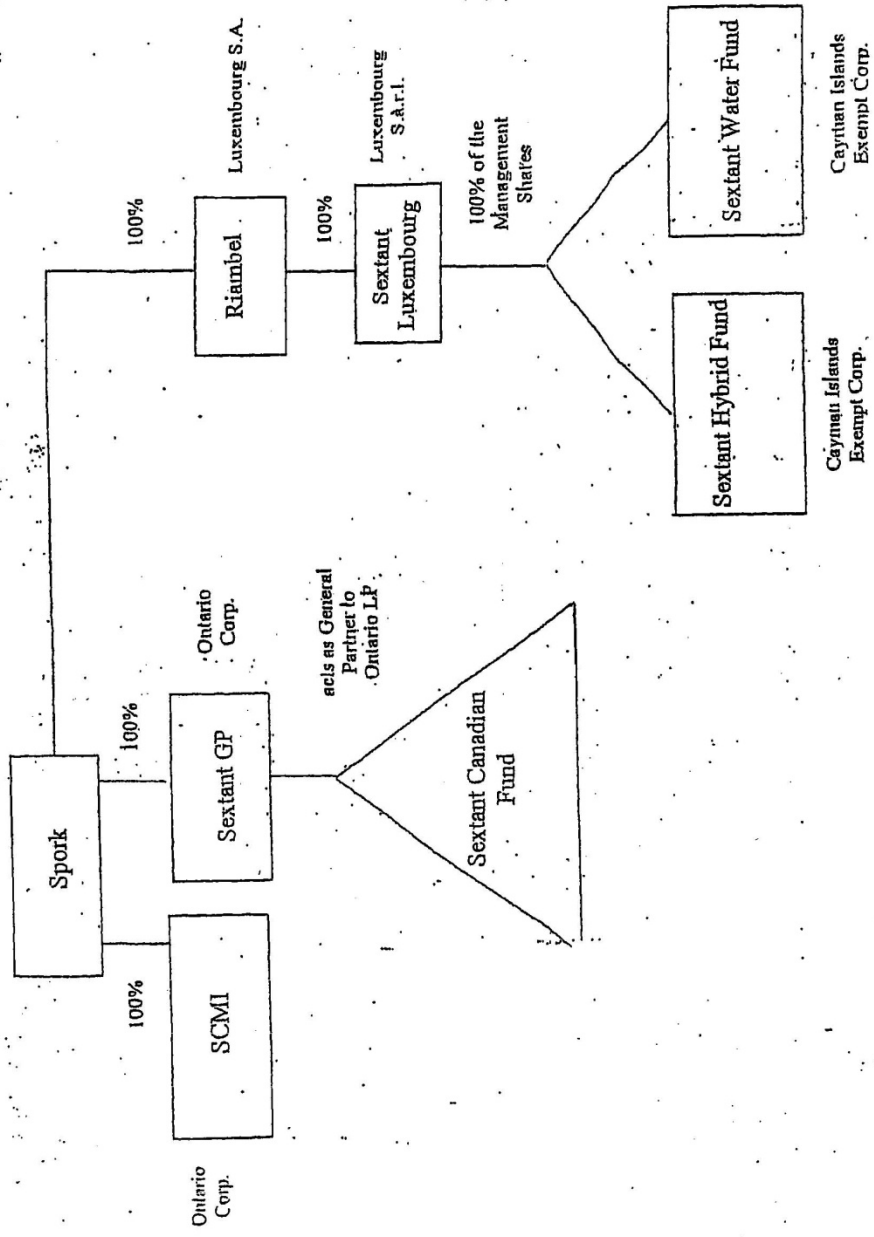 Spork
100%
100%
100%
Ontario
Corp.
SCMI
Sextant GP
Ontario
Corp.
Riambel
Luxembourg S.A.
100%
acts as General
Partner to
Ontario LP
Sextant
Luxembourg
Luxembourg
S.à.r.l.
100% of the
Management
Shares
Sextant Canadian
Fund
Sextant Hybrid Fund
Sextant Water Fund
Cayman Islands
Exempt Corp.
Cayman Islands
Exempt Corp.